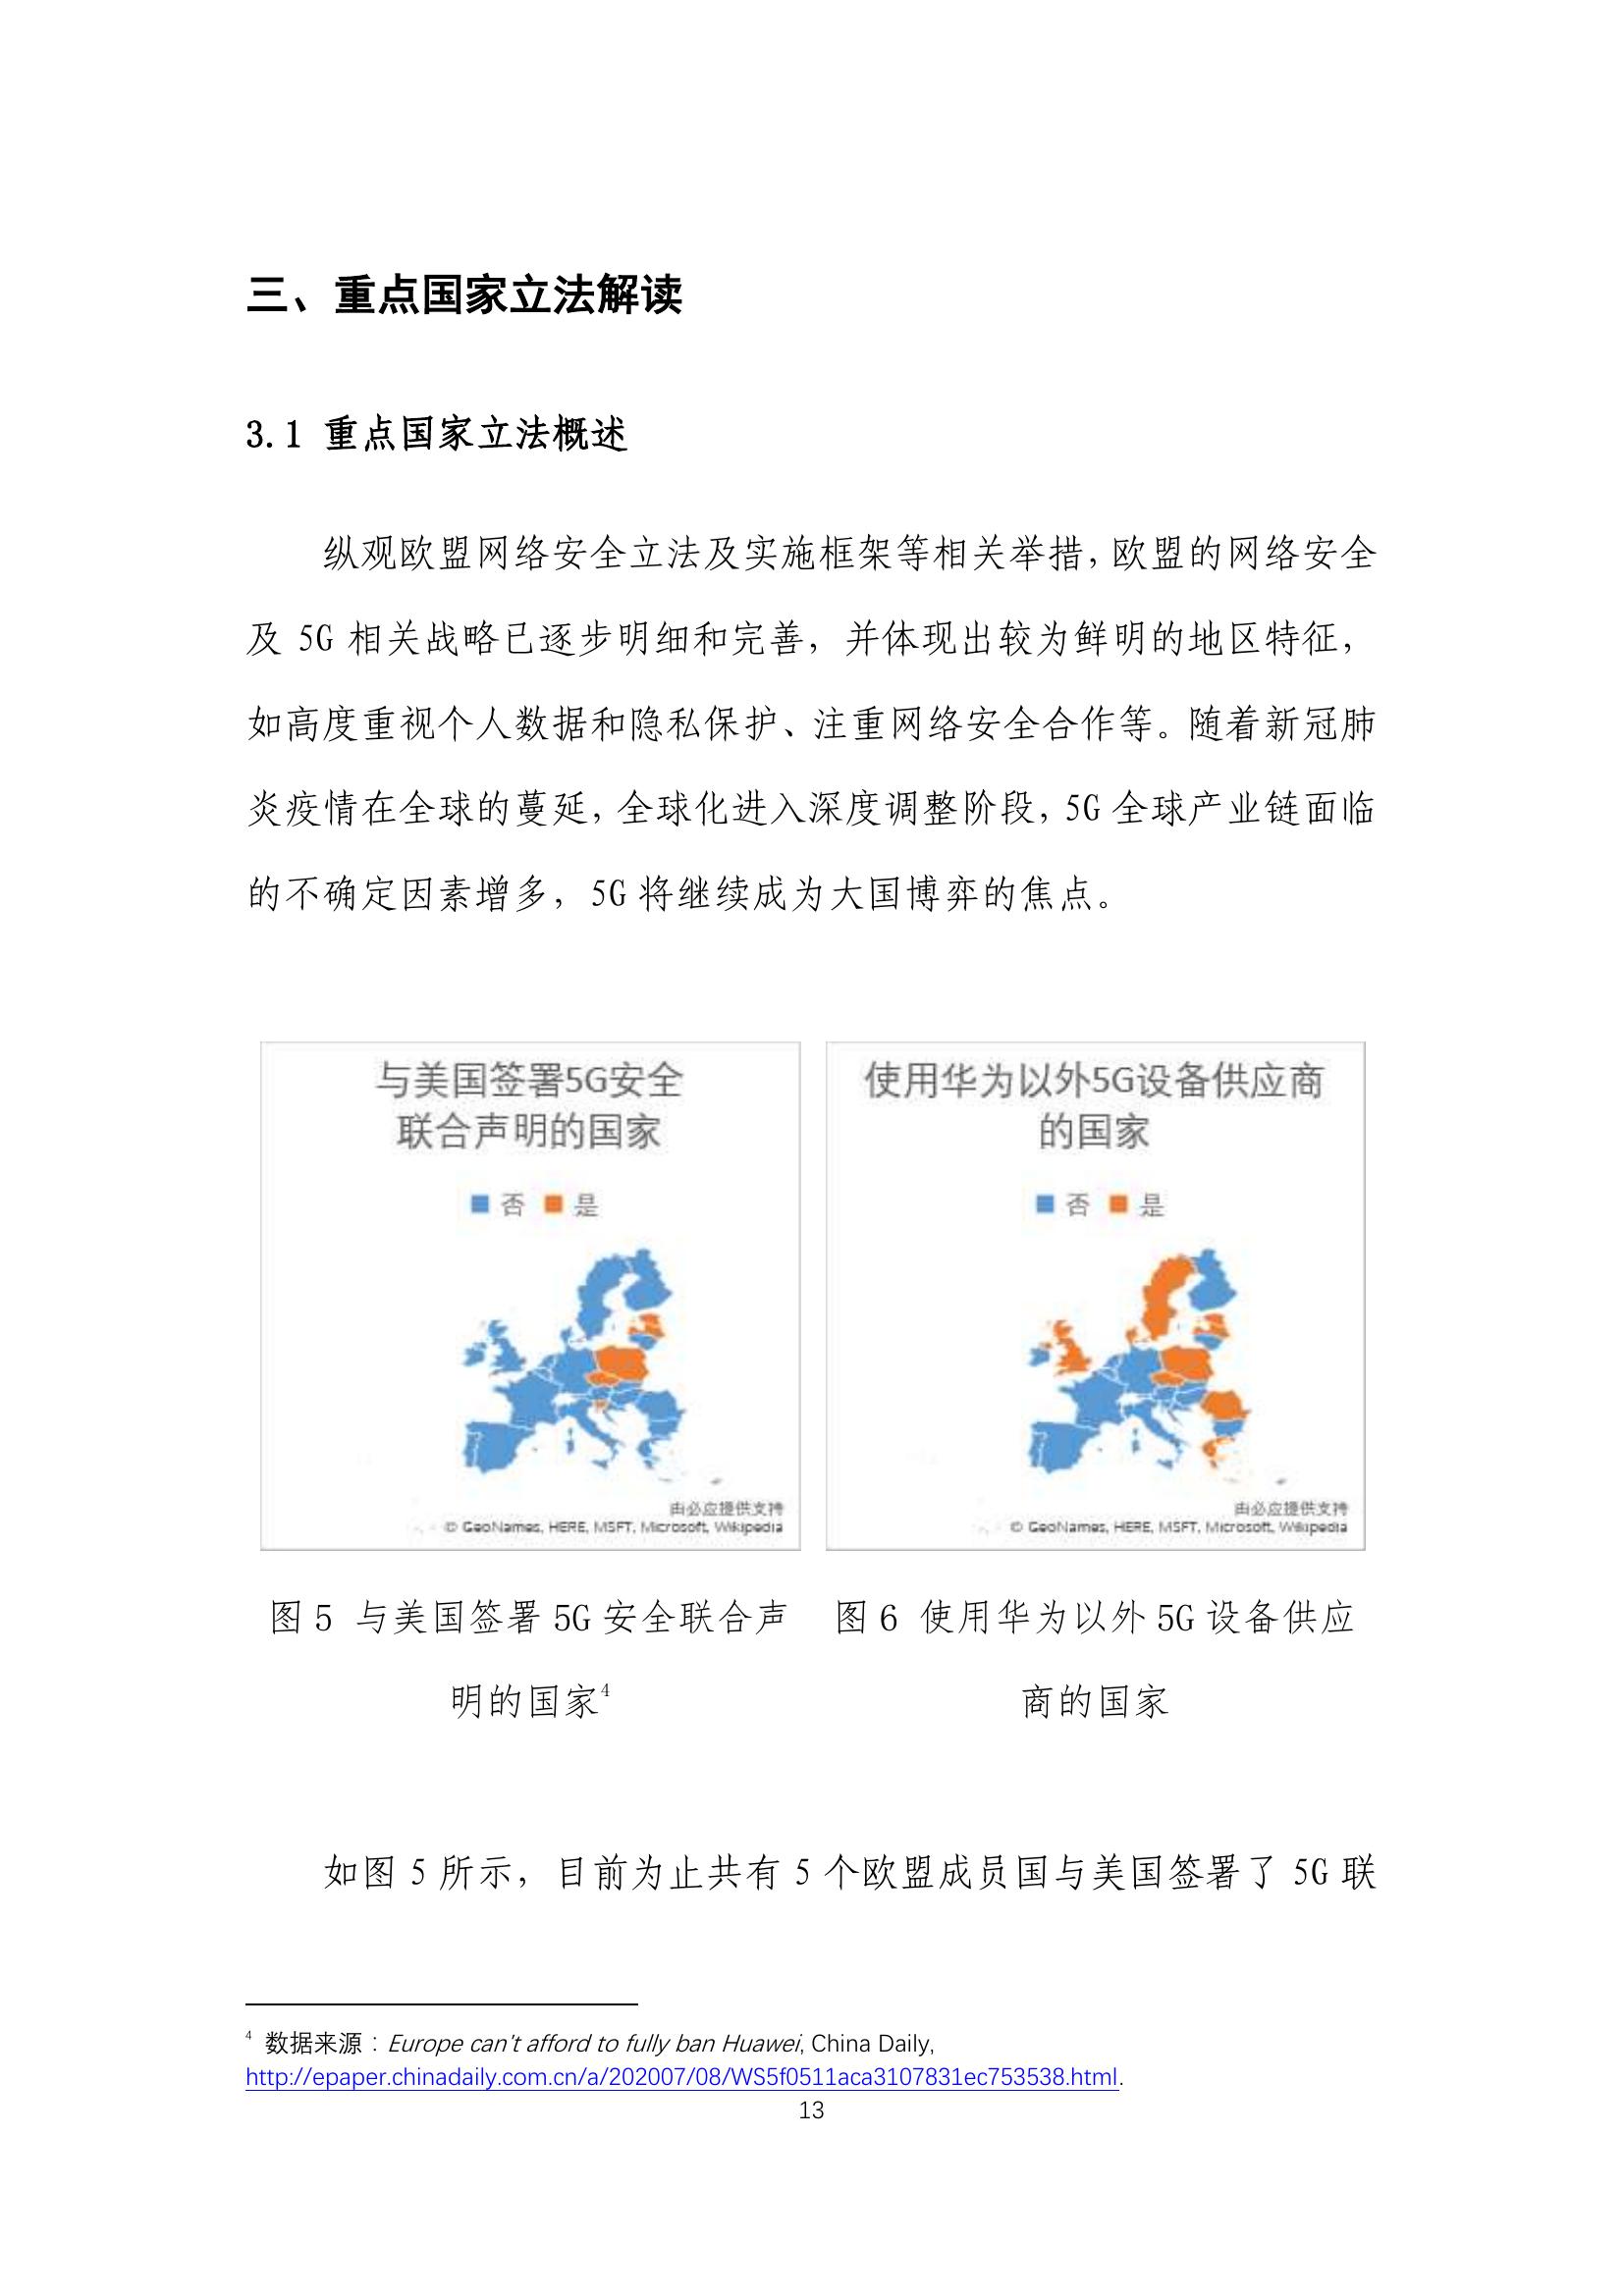 三、重点国家立法解读
3.1 重点国家立法概述
纵观欧盟网络安全立法及实施框架等相关举措，欧盟的网络安全
及 5G 相关战略已逐步明细和完善，并体现出较为鲜明的地区特征，
如高度重视个人数据和隐私保护、注重网络安全合作等。随着新冠肺
炎疫情在全球的蔓延，全球化进入深度调整阶段，5G 全球产业链面临
的不确定因素增多，5G 将继续成为大国博弈的焦点。
与美国签署5G安全
联合声明的国家
否 是
由必应提供支持
© GeoNames, HERE, MSFT, Microsoft, Wikipedia
使用华为以外5G设备供应商
的国家
否 是
由必应提供支持
© GeoNames, HERE, MSFT, Microsoft, Wikipedia
图 5 与美国签署 5G 安全联合声
明的国家4
图 6 使用华为以外 5G 设备供应
商的国家
如图 5 所示，目前为止共有 5 个欧盟成员国与美国签署了 5G 联
4 数据来源：Europe can't afford to fully ban Huawei, China Daily,
http://epaper.chinadaily.com.cn/a/202007/08/WS5f0511aca3107831ec753538.html.
13